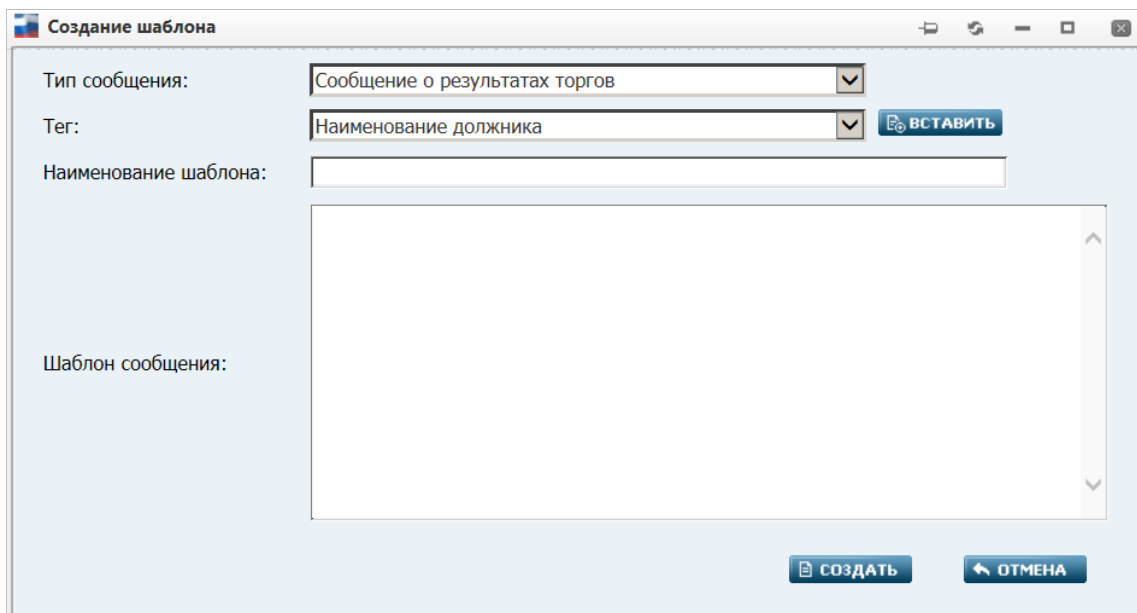 Создание шаблона
Тип сообщения: Сообщение о результатах торгов
Тег: Наименование должника ВСТАВИТЬ
Наименование шаблона:
Шаблон сообщения:
СОЗДАТЬ ОТМЕНА